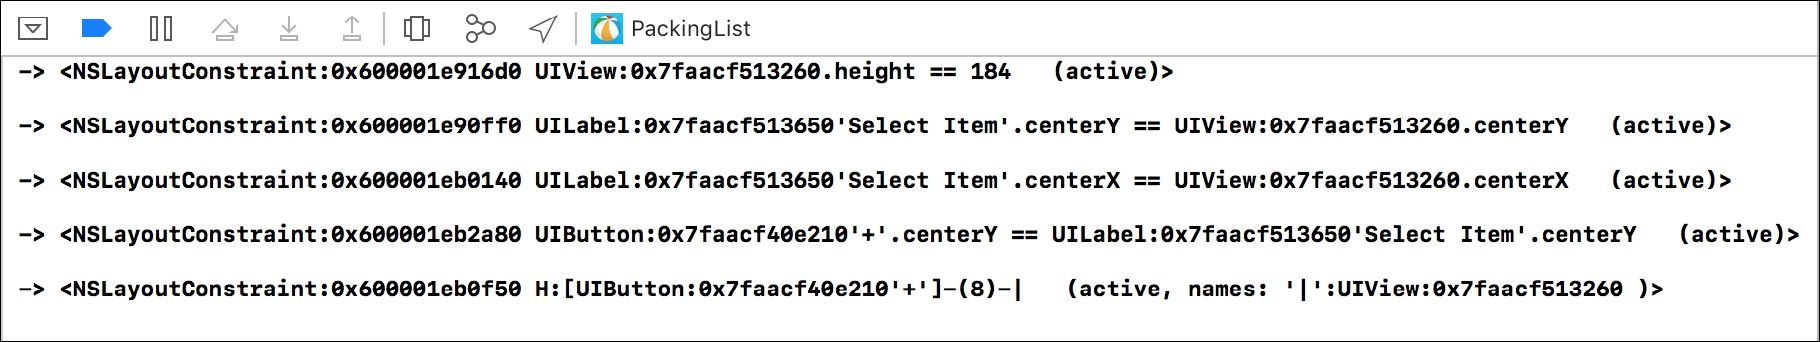 PackingList
-> <NSLayoutConstraint:0x600001e916d0 UIView:0x7faacf513260.height == 184   (active)>
-> <NSLayoutConstraint:0x600001e90ff0 UILabel:0x7faacf513650'Select Item'.centerY == UIView:0x7faacf513260.centerY   (active)>
-> <NSLayoutConstraint:0x600001eb0140 UILabel:0x7faacf513650'Select Item'.centerX == UIView:0x7faacf513260.centerX   (active)>
-> <NSLayoutConstraint:0x600001eb2a80 UIButton:0x7faacf40e210'+'.centerY == UILabel:0x7faacf513650'Select Item'.centerY   (active)>
-> <NSLayoutConstraint:0x600001eb0f50 H:[UIButton:0x7faacf40e210'+']-(8)-|   (active, names: '|':UIView:0x7faacf513260 )>